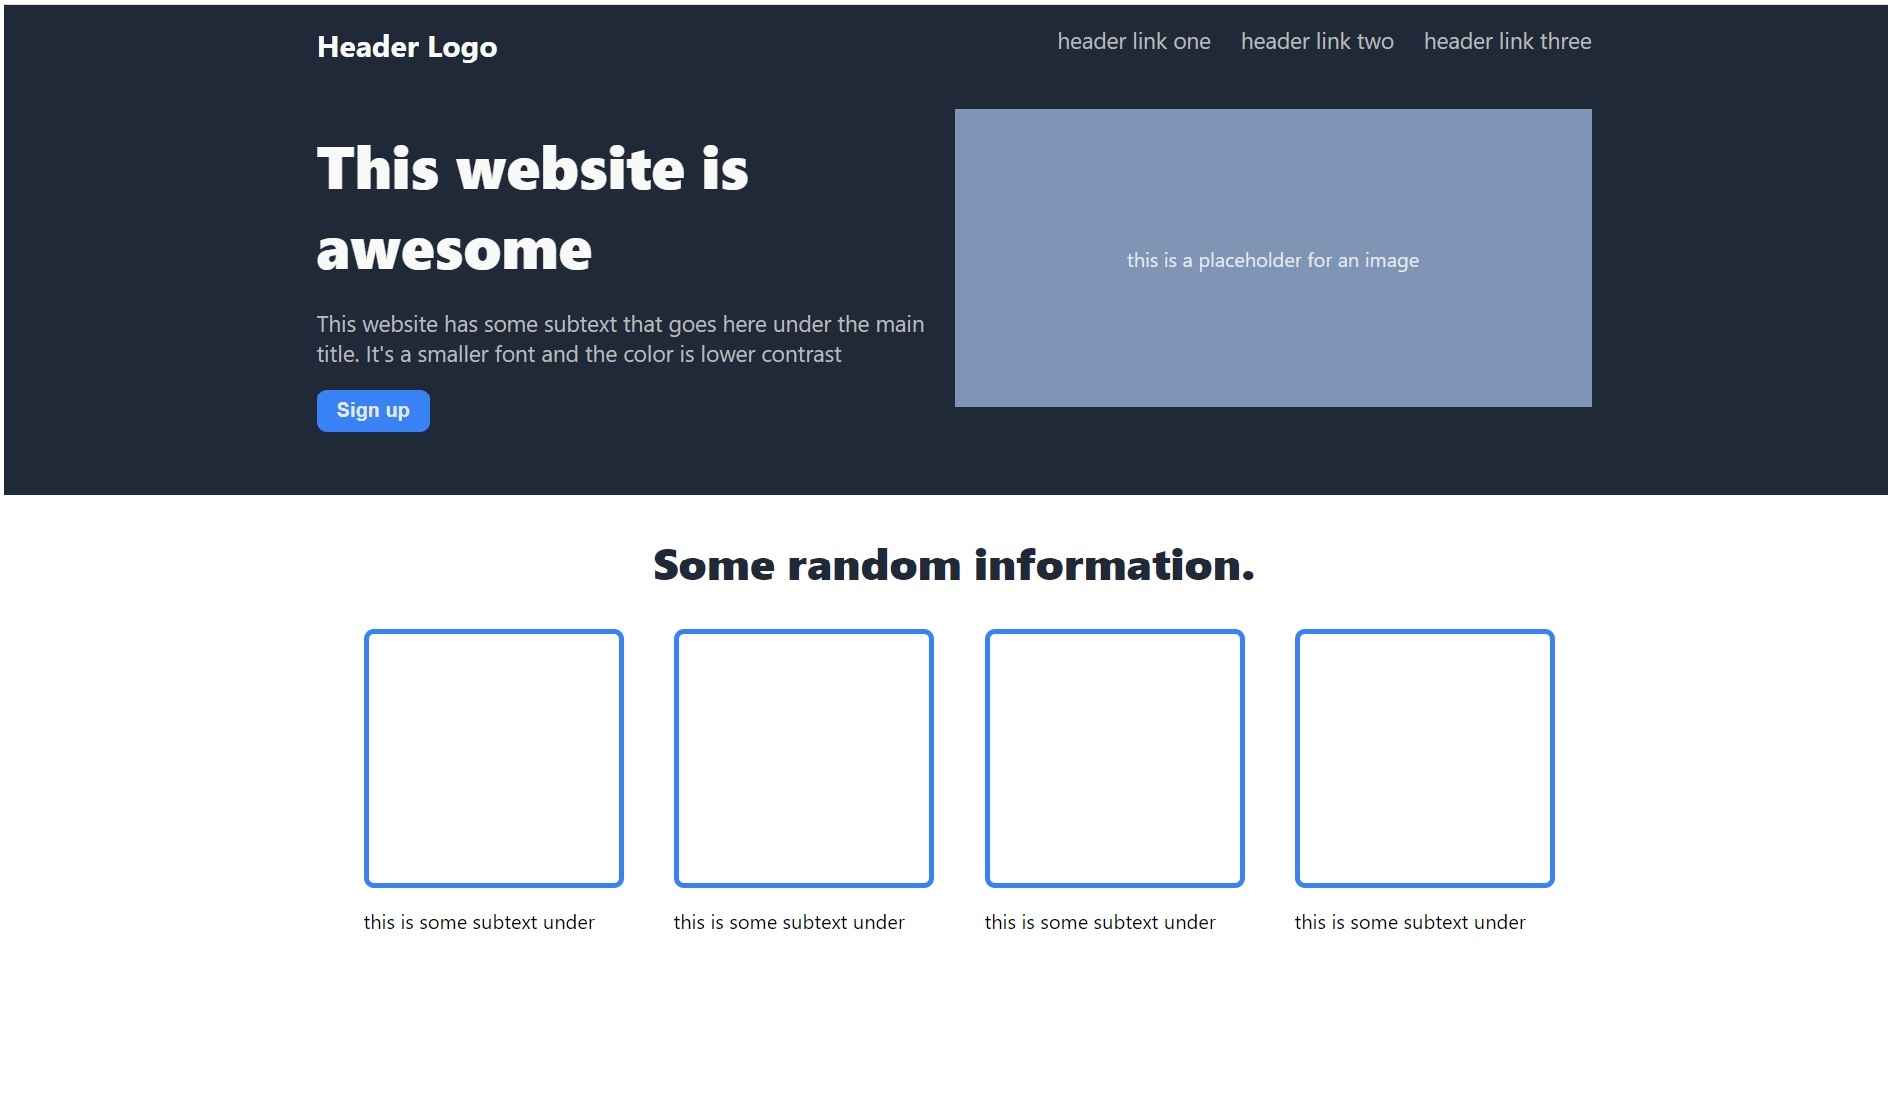 Header Logo
header link one
header link two
header link three
This website is
awesome
This website has some subtext that goes here under the main
title. It's a smaller font and the color is lower contrast
Sign up
this is a placeholder for an image
Some random information.
this is some subtext under
this is some subtext under
this is some subtext under
this is some subtext under